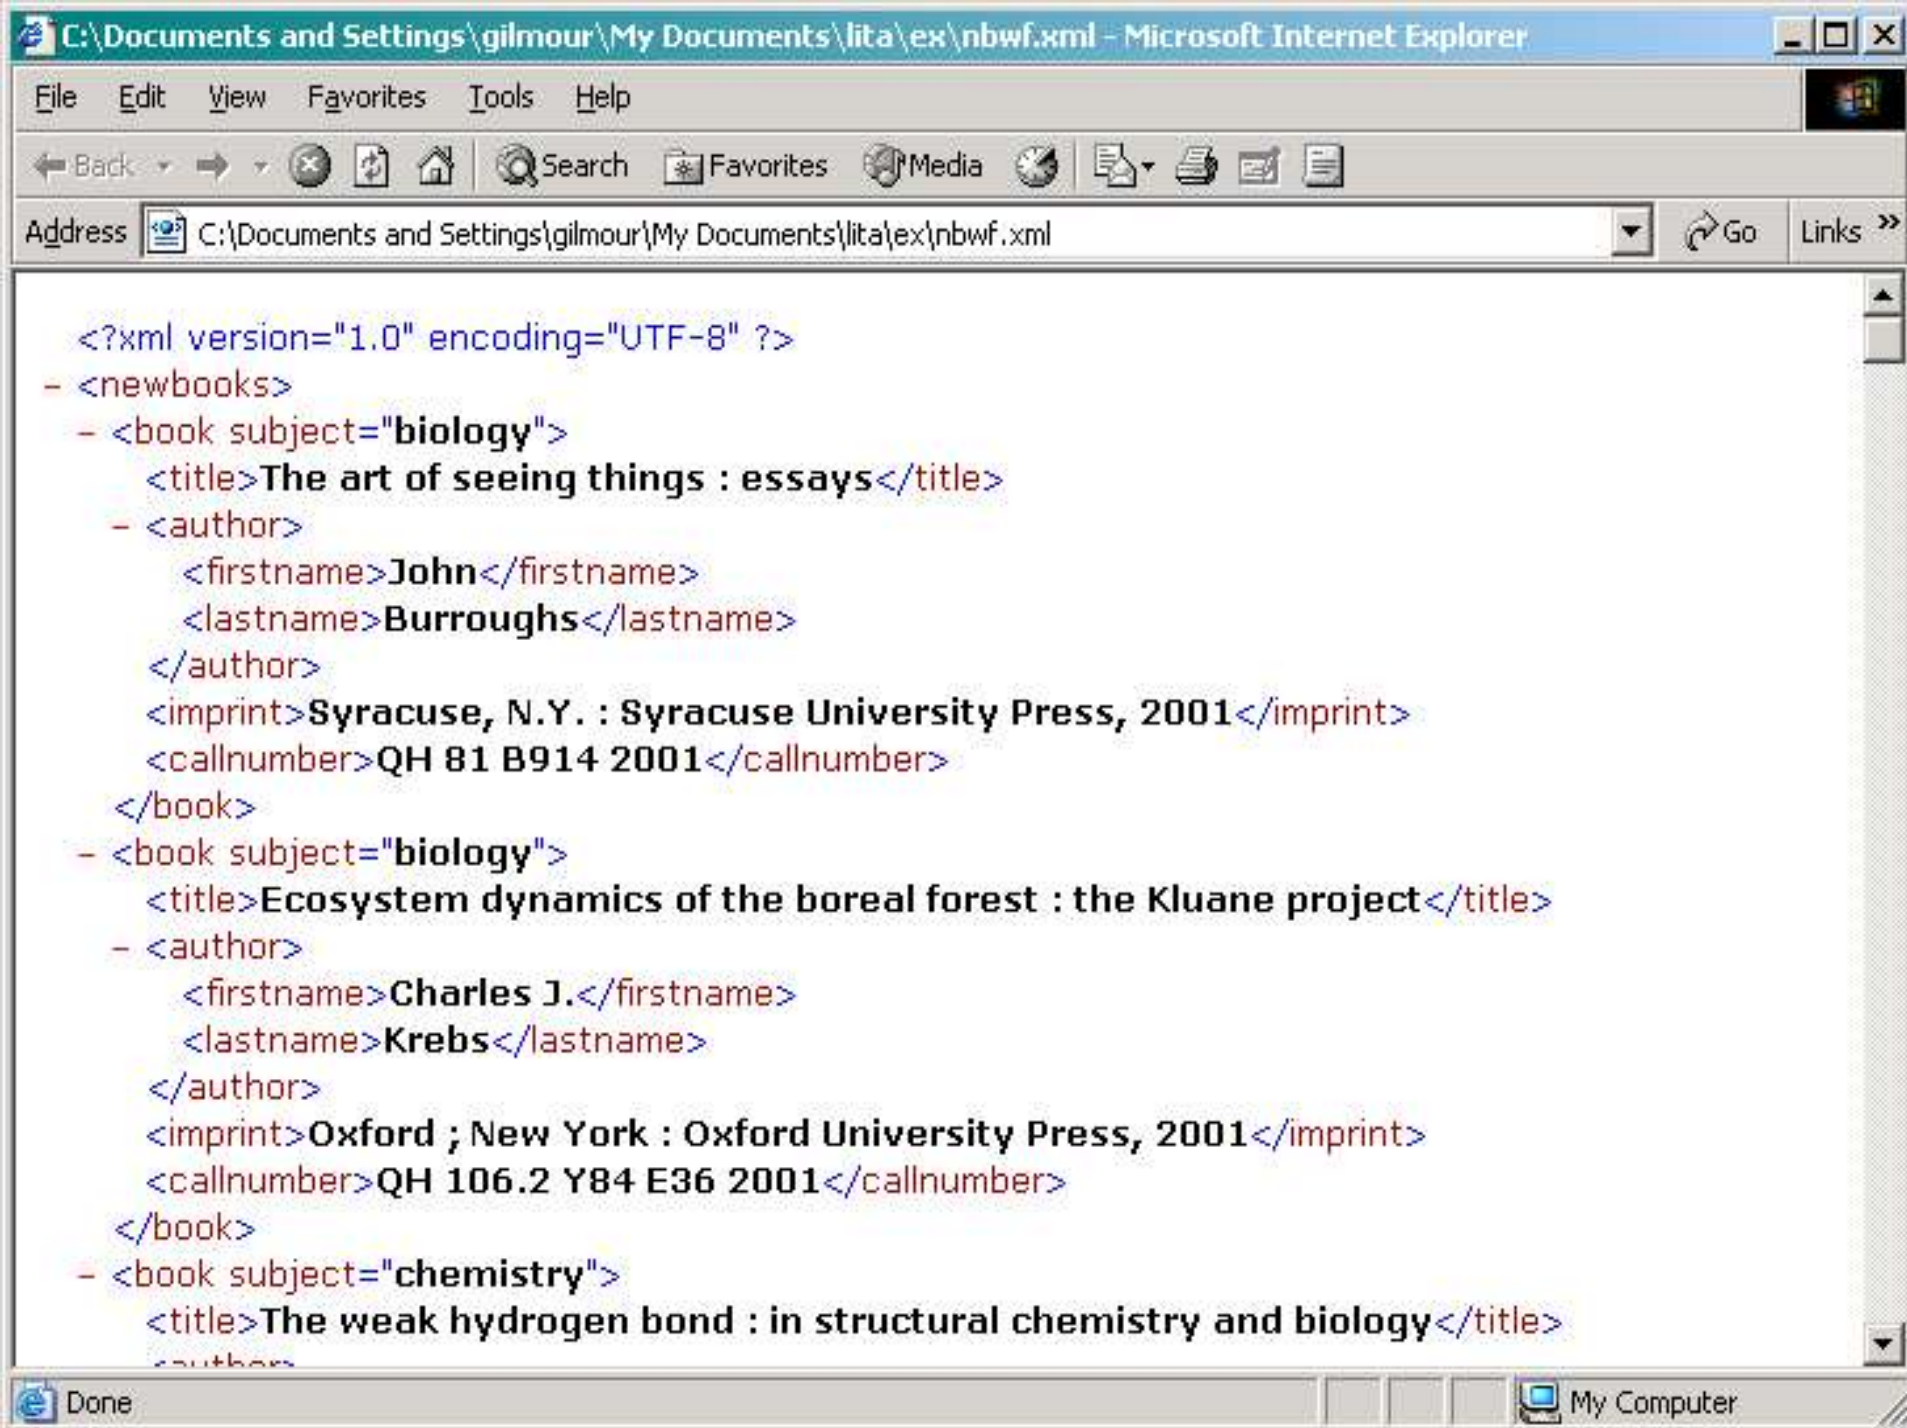 C:\Documents and Settings\gilmour\My Documents\lita\ex\nbwf.xml - Microsoft Internet Explorer
File Edit View Favorites Tools Help
Back Search Favorites Media
Address C:\Documents and Settings\gilmour\My Documents\lita\ex\nbwf.xml Go Links »
<?xml version="1.0" encoding="UTF-8" ?>
- <newbooks>
- <book subject="biology">
<title>The art of seeing things : essays</title>
- <author>
<firstname>John</firstname>
<lastname>Burroughs</lastname>
</author>
<imprint>Syracuse, N.Y. : Syracuse University Press, 2001</imprint>
<callnumber>QH 81 B914 2001</callnumber>
</book>
- <book subject="biology">
<title>Ecosystem dynamics of the boreal forest : the Kluane project</title>
- <author>
<firstname>Charles J.</firstname>
<lastname>Krebs</lastname>
</author>
<imprint>Oxford ; New York : Oxford University Press, 2001</imprint>
<callnumber>QH 106.2 Y84 E36 2001</callnumber>
</book>
- <book subject="chemistry">
<title>The weak hydrogen bond : in structural chemistry and biology</title>
<author>
Done My Computer